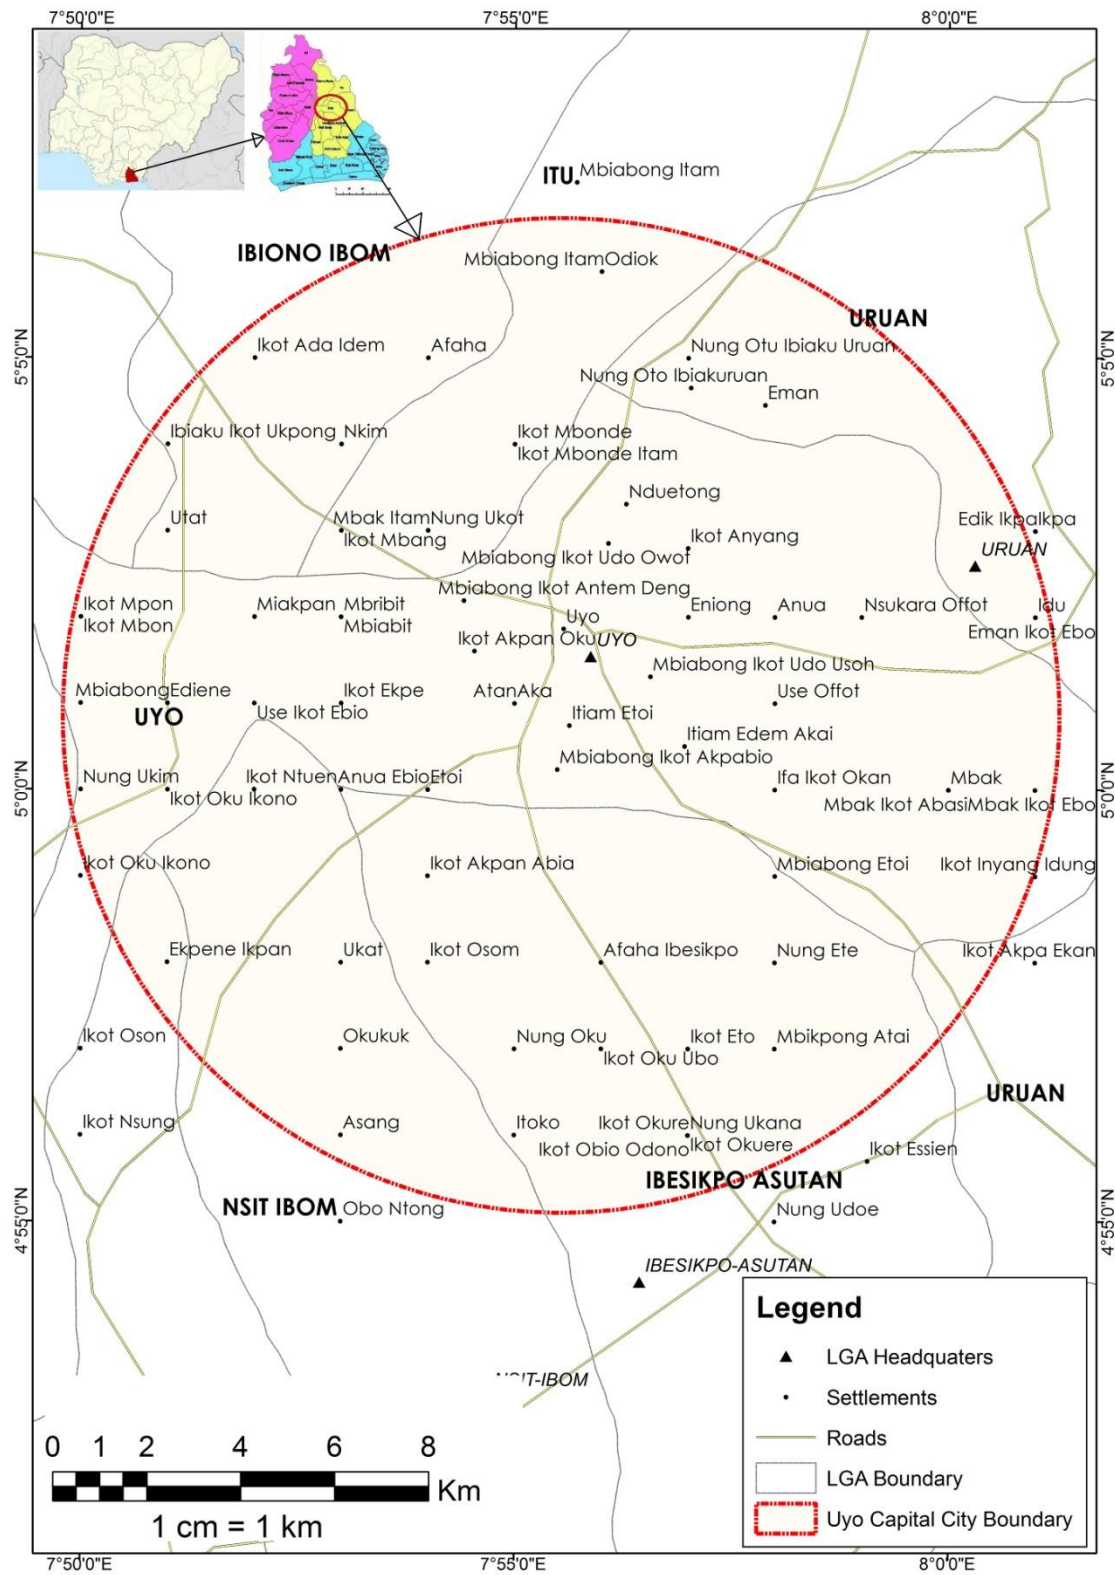 7°50'0"E
7°55'0"E
8°0'0"E
ITU
Mbiabong Itam
IBIONO IBOM
Mbiabong ItamOdiok
URUAN
5°5'0"N
5°5'0"N
Ikot Ada Idem
Afaha
Nung Otu Ibiaku Uruan
Nung Oto Ibiakuruan
Eman
Ibiaku Ikot Ukpong
Nkim
Ikot Mbonde
Ikot Mbonde Itam
Nduetong
Utat
Mbak Itam
Nung Ukot
Ikot Mbang
Edik Ikpa
Ikpa
Ikot Anyang
URUAN
Mbiabong Ikot Udo Owof
Mbiabong Ikot Antem Deng
Ikot Mpon
Ikot Mbon
Miakpan
Mbribit
Mbiabit
Uyo
Eniong
Anua
Nsukara Offot
Idu
Eman Ikot Ebo
Ikot Akpan Oku
UYO
Mbiabong Ikot Udo Usoh
Mbiabong
Ediene
UYO
Use Ikot Ebio
Ikot Ekpe
Atan
Aka
Use Offot
Itiam Etoi
Itiam Edem Akai
Mbiabong Ikot Akpabio
5°0'0"N
5°0'0"N
Nung Ukim
Ikot Oku Ikono
Ikot Ntuen
Anua Ebio
Etoi
Ifa Ikot Okan
Mbak
Mbak Ikot Abasi
Mbak Ikot Ebo
Ikot Oku Ikono
Ikot Akpan Abia
Mbiabong Etoi
Ikot Inyang Idung
Ekpene Ikpan
Ukat
Ikot Osom
Afaha Ibesikpo
Nung Ete
Ikot Akpa Ekan
Ikot Oson
Okukuk
Nung Oku
Ikot Oku Ubo
Ikot Eto
Mbikpong Atai
URUAN
Ikot Nsung
Asang
Itoko
Ikot Okure
Nung Ukana
Ikot Obio Odono
Ikot Okuere
Ikot Essien
IBESIKPO ASUTAN
NSIT IBOM
Obo Ntong
Nung Udoe
4°55'0"N
4°55'0"N
IBESIKPO-ASUTAN
NSIT-IBOM
Legend
LGA Headquaters
Settlements
Roads
LGA Boundary
Uyo Capital City Boundary
0 1 2 4 6 8
Km
1 cm = 1 km
7°50'0"E
7°55'0"E
8°0'0"E